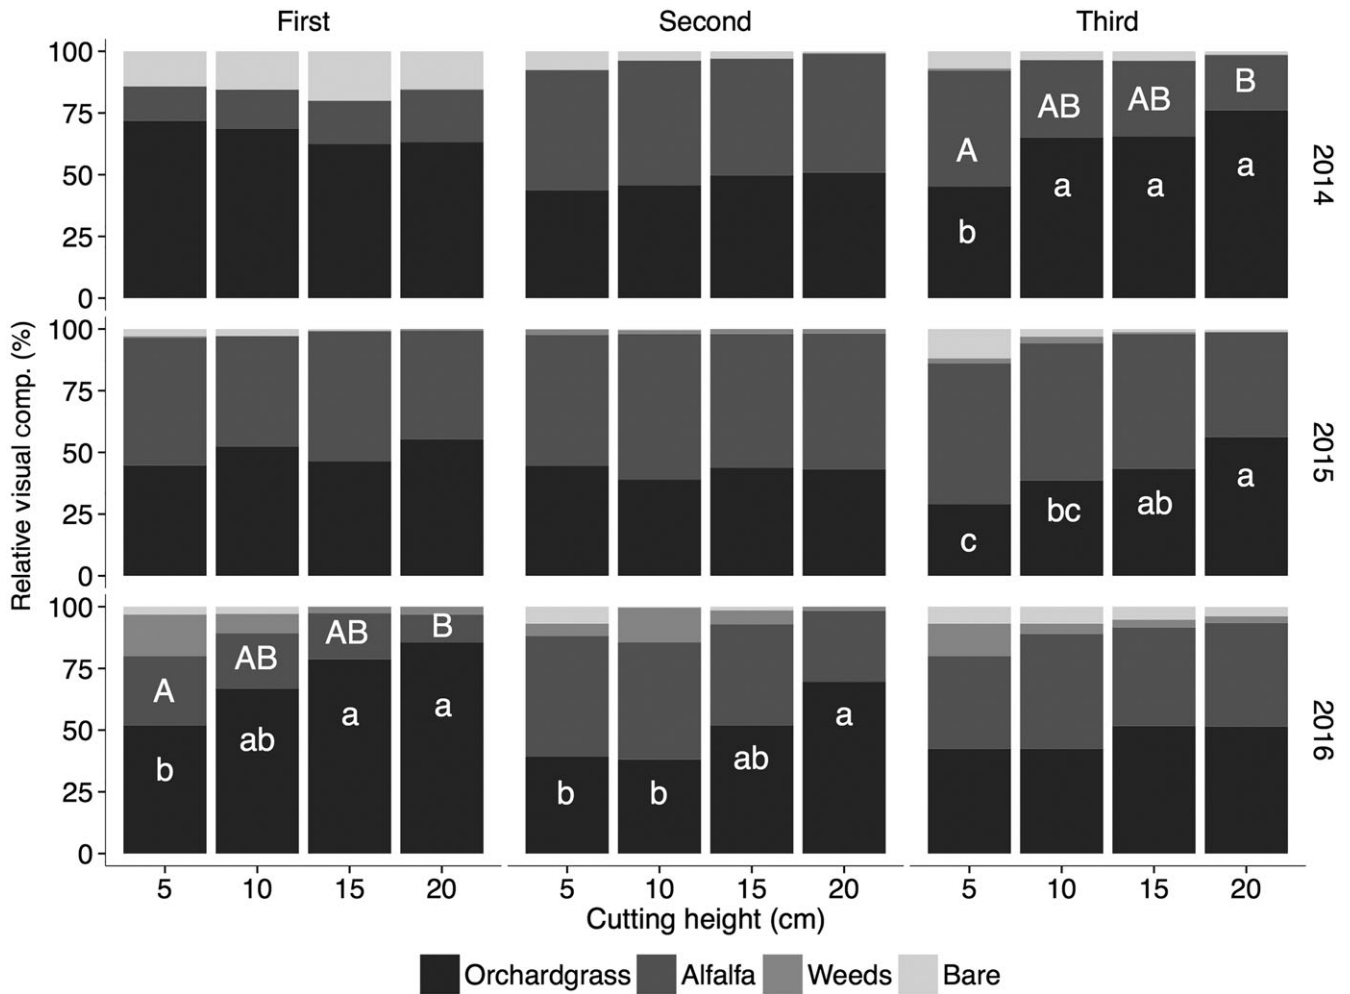 First Second Third
100
75
50
25
0
A AB AB B
b a a a
2014
Relative visual comp. (%)
100
75
50
25
0
c bc ab a
2015
100
75
50
25
0
A AB AB B
b ab a a
b b ab a
2016
5 10 15 20 5 10 15 20 5 10 15 20
Cutting height (cm)
Orchardgrass Alfalfa Weeds Bare